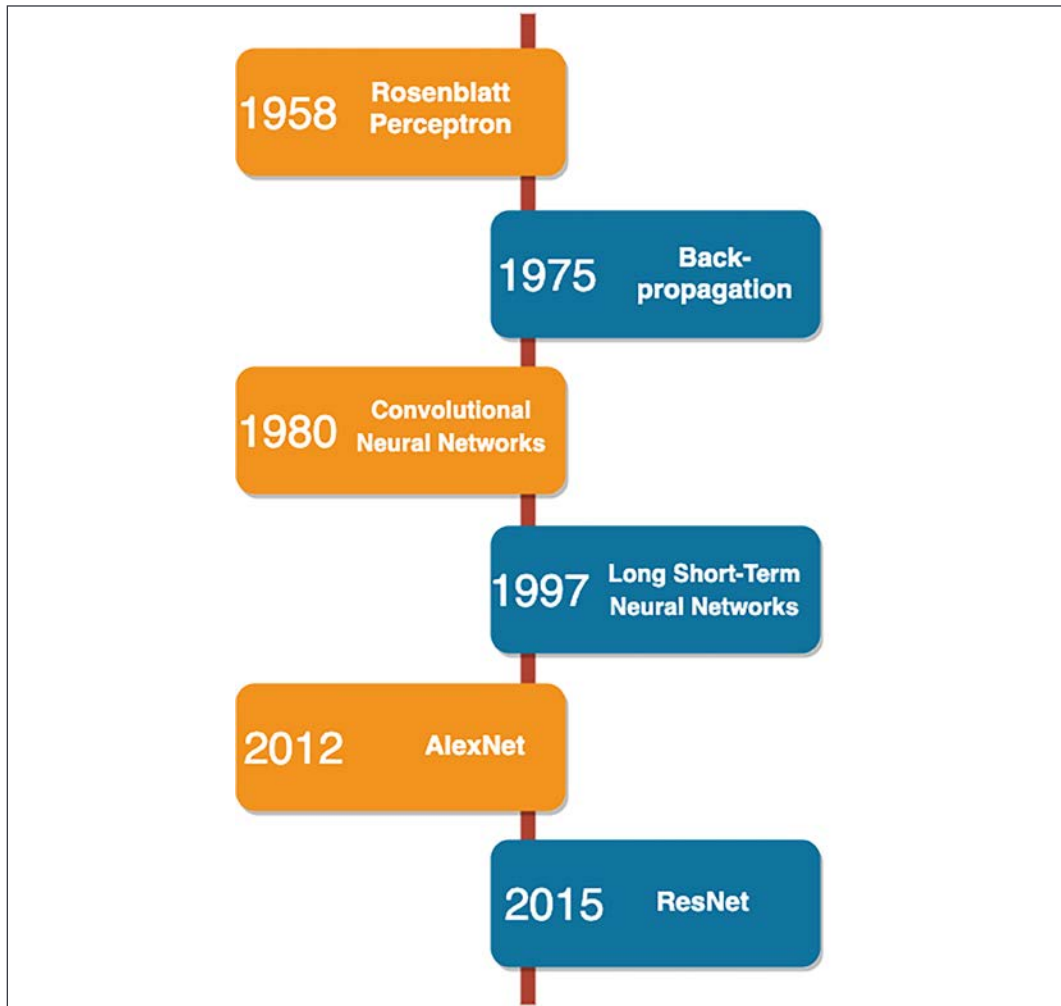 1958
Rosenblatt
Perceptron
1975
Back-
propagation
1980
Convolutional
Neural Networks
1997
Long Short-Term
Neural Networks
2012
AlexNet
2015
ResNet